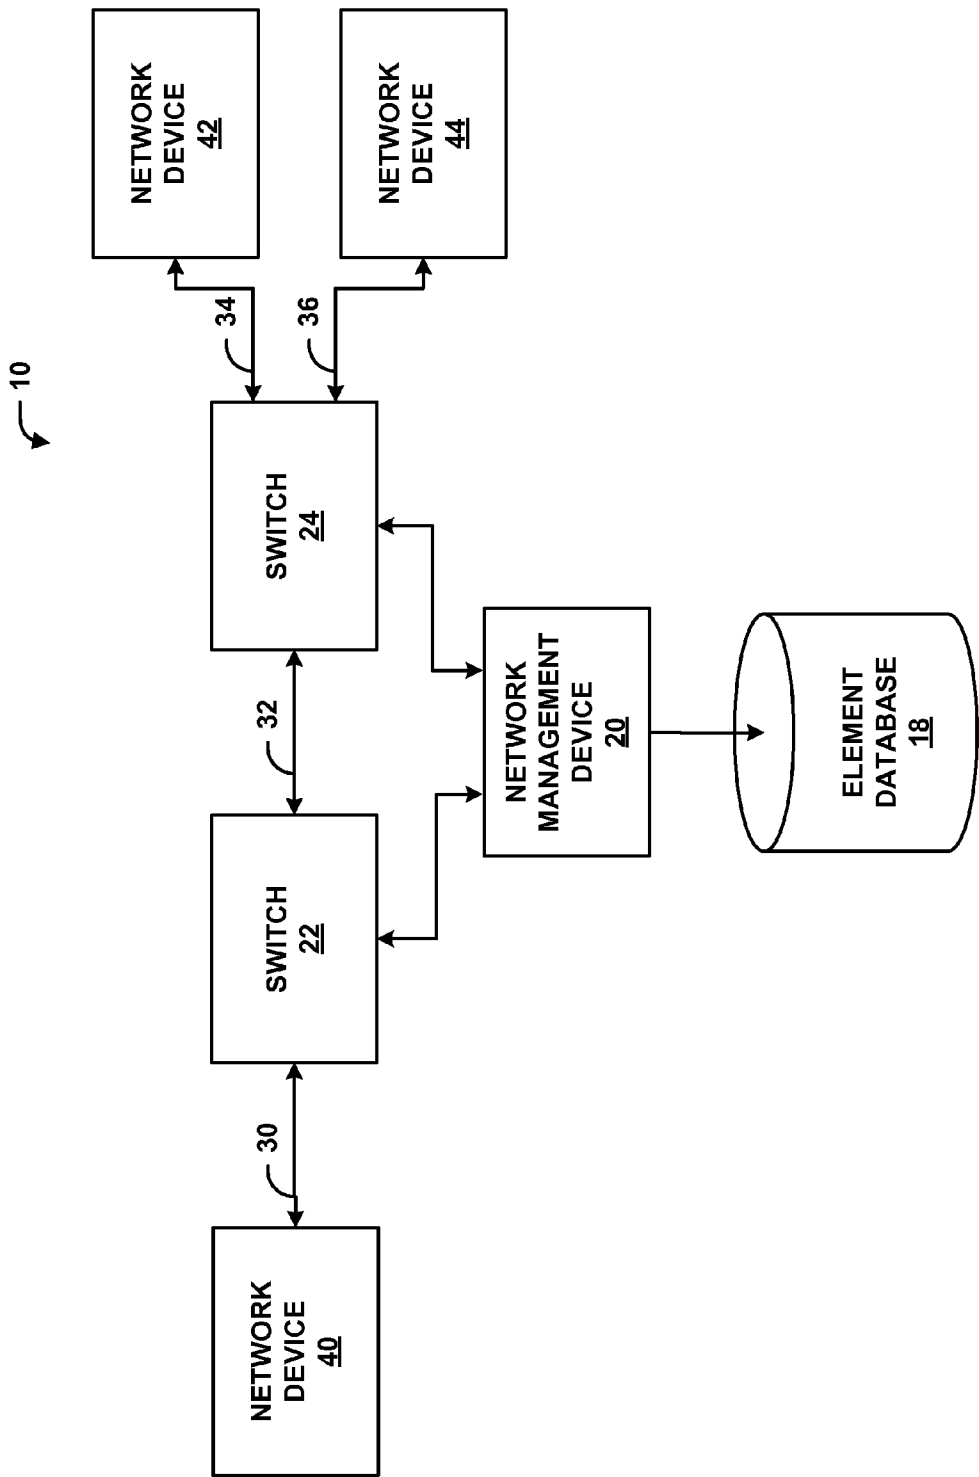 10
NETWORK
DEVICE
40
30
SWITCH
22
32
SWITCH
24
34
36
NETWORK
DEVICE
42
NETWORK
DEVICE
44
NETWORK
MANAGEMENT
DEVICE
20
ELEMENT
DATABASE
18